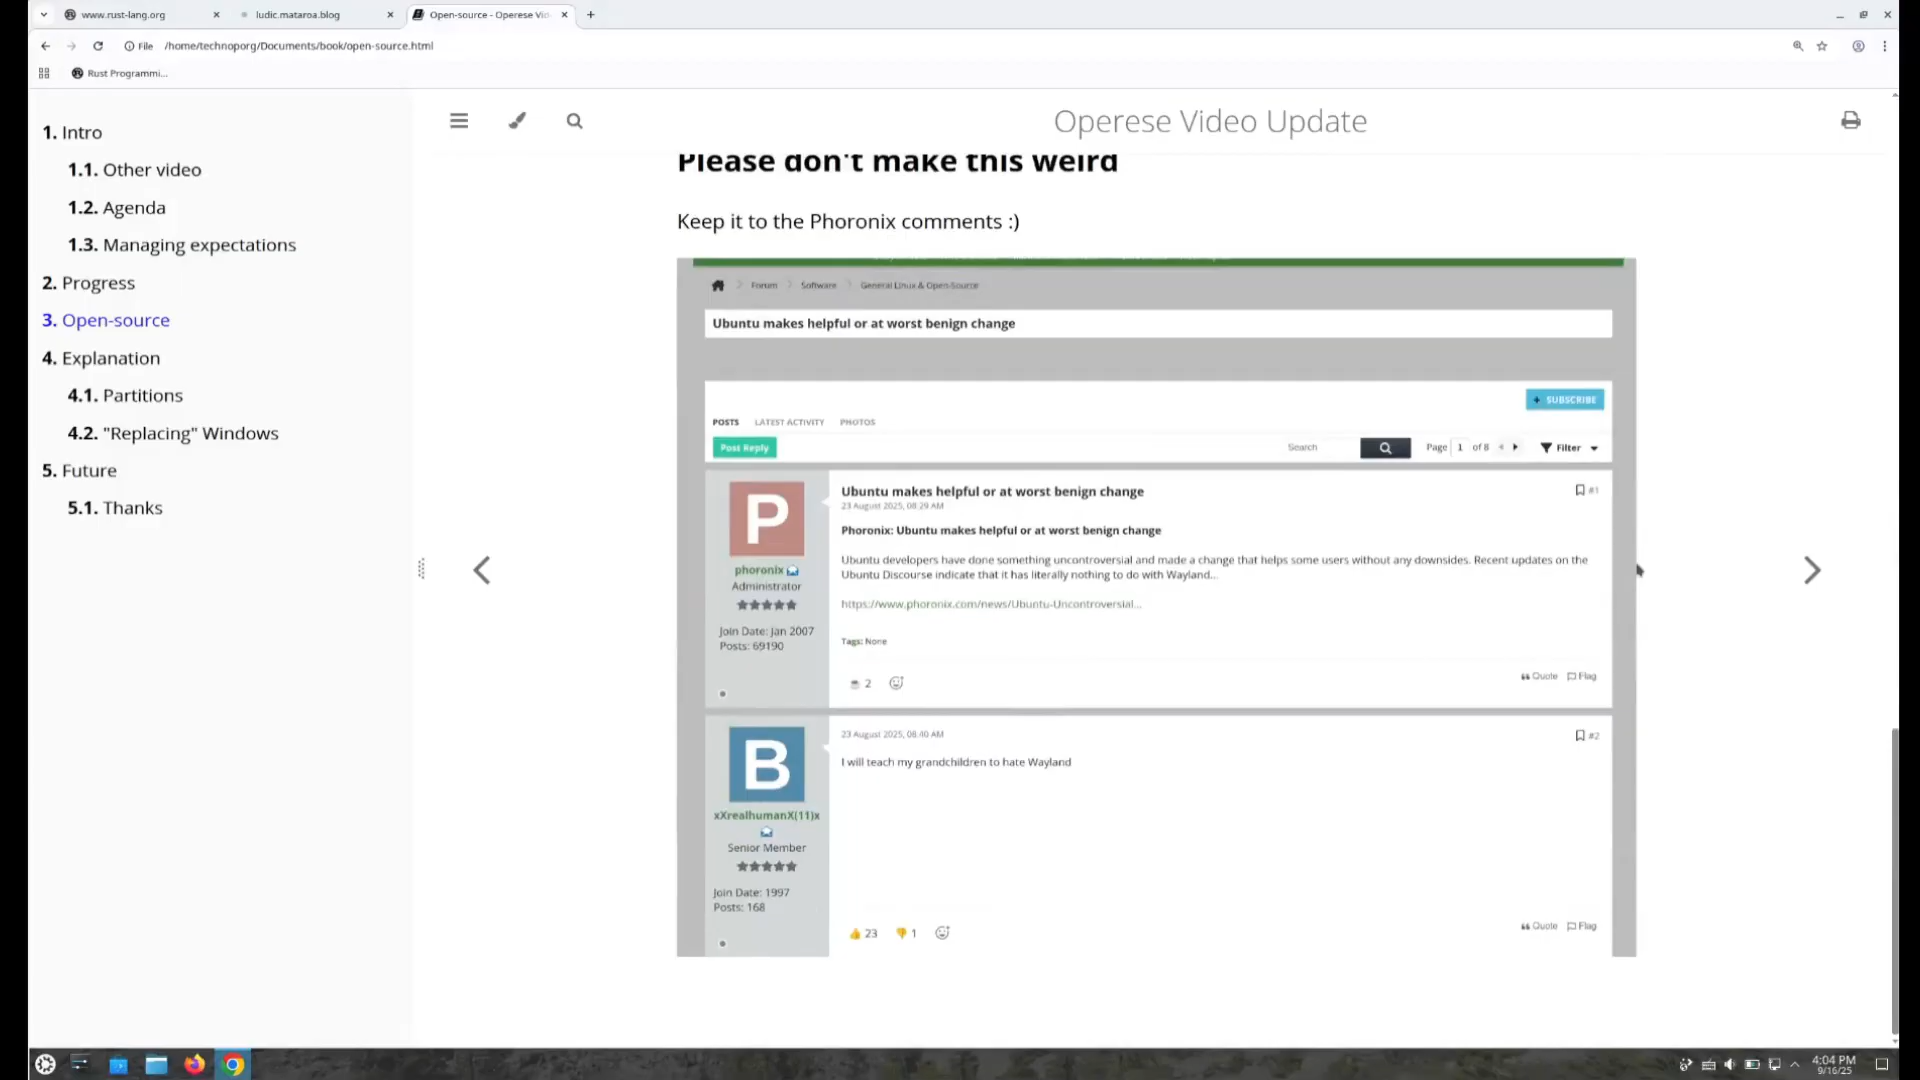 www.rust-lang.org
ludic.mataroa.blog
Open-source - Operese Vid
File /home/technoporg/Documents/book/open-source.html
Rust Programmi...
1. Intro
1.1. Other video
1.2. Agenda
1.3. Managing expectations
2. Progress
3. Open-source
4. Explanation
4.1. Partitions
4.2. "Replacing" Windows
5. Future
5.1. Thanks
Operese Video Update
Please don't make this weird
Keep it to the Phoronix comments :)
Forum Software General Linux & Open-Source
Ubuntu makes helpful or at worst benign change
+ SUBSCRIBE
POSTS LATEST ACTIVITY PHOTOS
Post Reply
Search
Page 1 of 8
Filter
P
phoronix
Administrator
Join Date: Jan 2007
Posts: 69190
Ubuntu makes helpful or at worst benign change
#1
23 August 2025, 08:29 AM
Phoronix: Ubuntu makes helpful or at worst benign change
Ubuntu developers have done something uncontroversial and made a change that helps some users without any downsides. Recent updates on the
Ubuntu Discourse indicate that it has literally nothing to do with Wayland...
https://www.phoronix.com/news/Ubuntu-Uncontroversial...
Tags: None
2
Quote Flag
B
xXrealhumanX(11)x
Senior Member
Join Date: 1997
Posts: 168
23 August 2025, 08:40 AM
#2
I will teach my grandchildren to hate Wayland
23 1
Quote Flag
4:04 PM
9/16/25